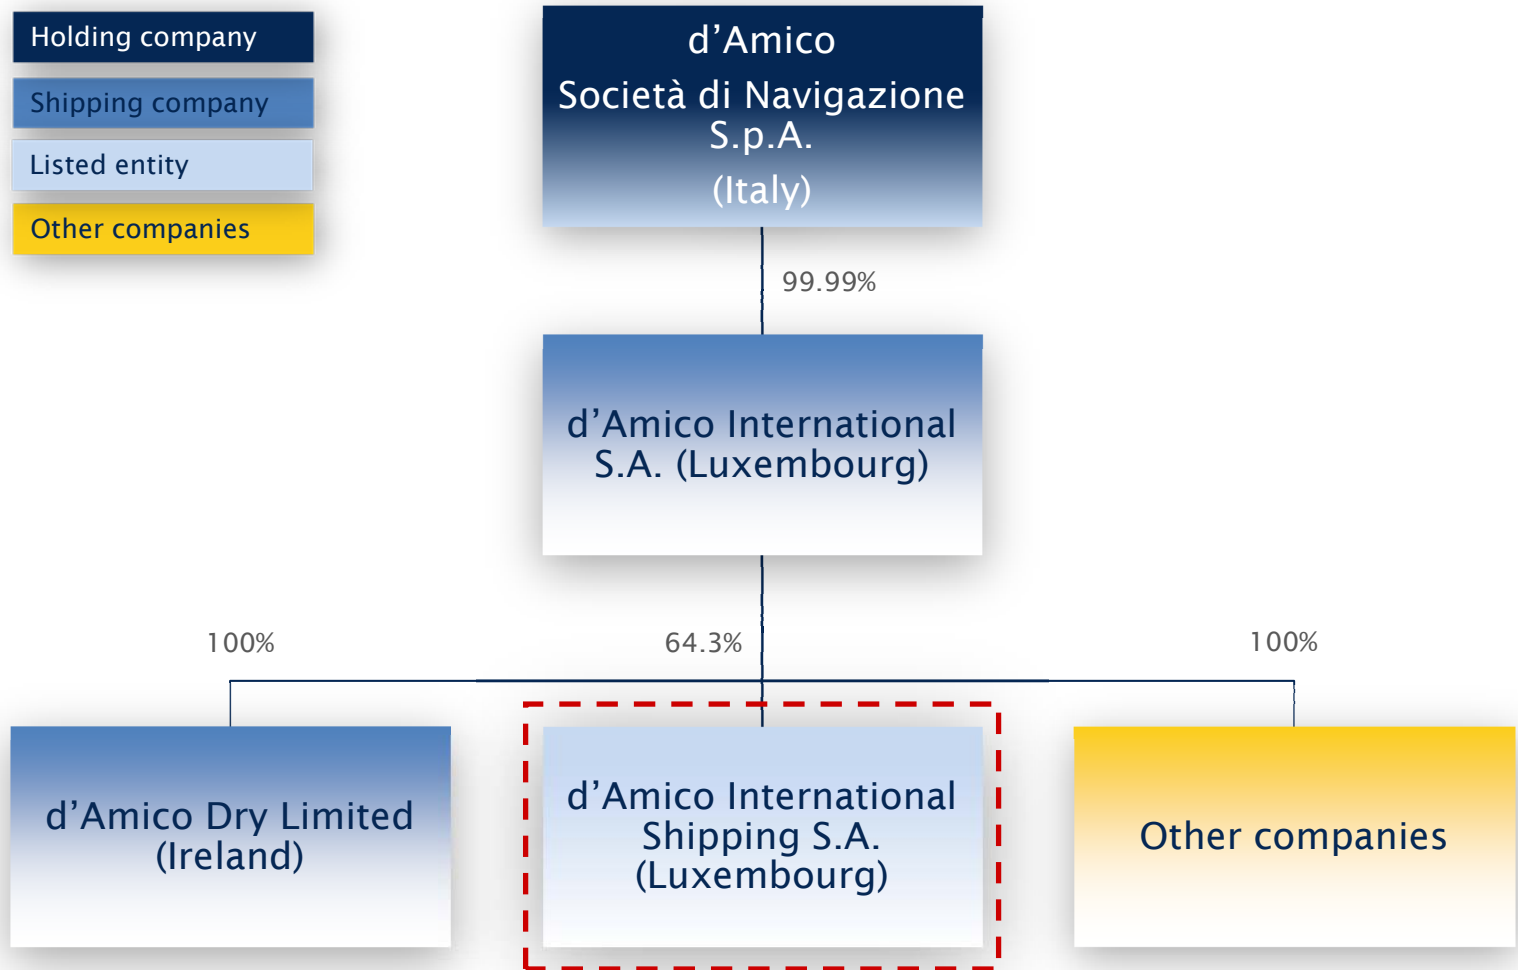 Holding company
Shipping company
Listed entity
Other companies
d’Amico
Società di Navigazione
S.p.A.
(Italy)
99.99%
d’Amico International
S.A. (Luxembourg)
100%
64.3%
100%
d’Amico Dry Limited
(Ireland)
d’Amico International
Shipping S.A.
(Luxembourg)
Other companies